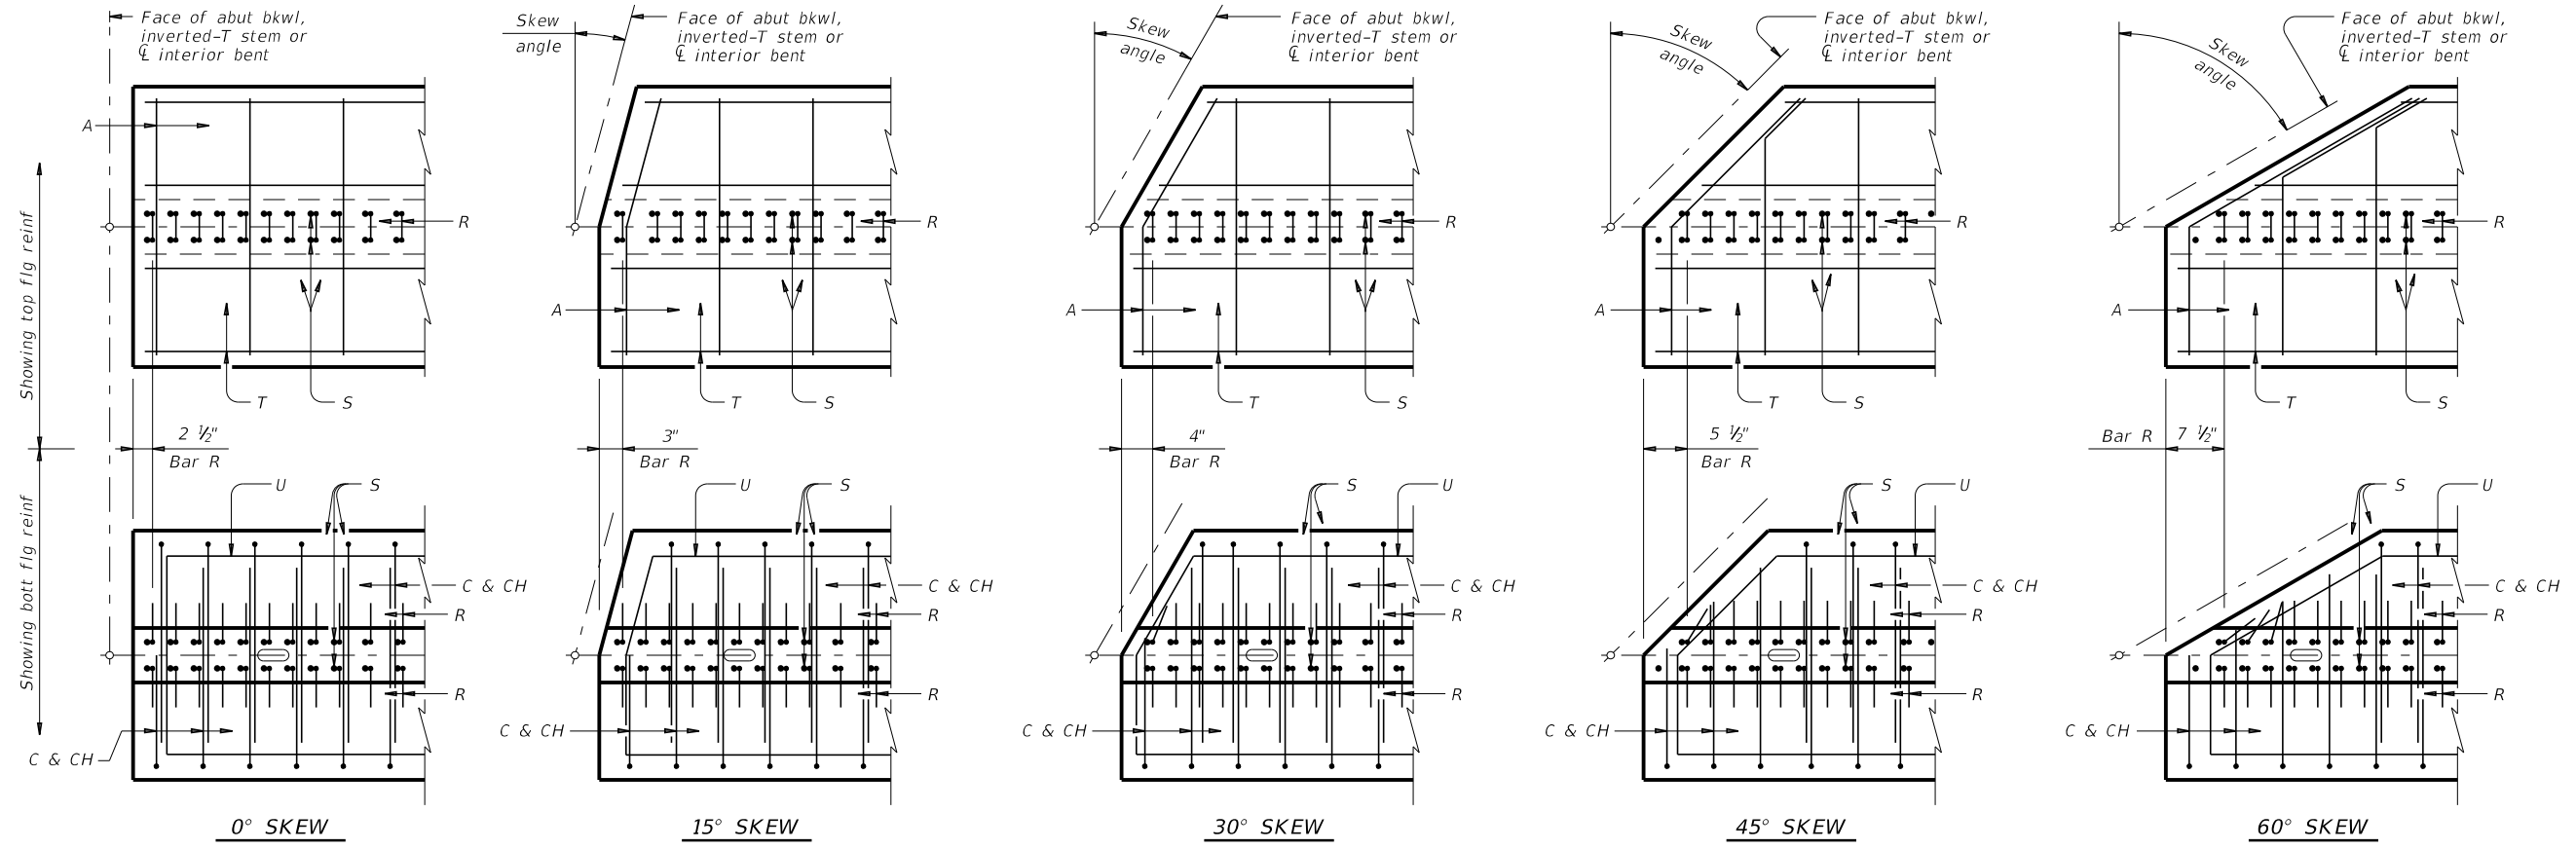 Face of abut bkwl,
inverted-T stem or
℄ interior bent
A
R
T
S
2 ½"
Bar R
U
S
C & CH
R
R
C & CH
0° SKEW
Showing top flg reinf
Showing bott flg reinf
Skew
angle
Face of abut bkwl,
inverted-T stem or
℄ interior bent
R
A
T
S
3"
Bar R
U
S
C & CH
R
R
C & CH
15° SKEW
Skew
angle
Face of abut bkwl,
inverted-T stem or
℄ interior bent
R
A
T
S
4"
Bar R
S
U
C & CH
R
R
C & CH
30° SKEW
Skew
angle
Face of abut bkwl,
inverted-T stem or
℄ interior bent
R
A
T
S
5 ½"
Bar R
S
U
C & CH
R
R
C & CH
45° SKEW
Skew
angle
Face of abut bkwl,
inverted-T stem or
℄ interior bent
R
A
T
S
Bar R 7 ½"
S
U
C & CH
R
R
C & CH
60° SKEW